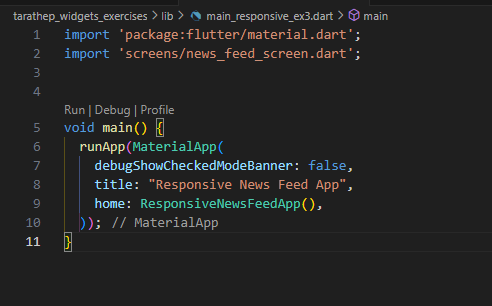 tarathep_widgets_exercises > lib > main_responsive_ex3.dart > main
1 import 'package:flutter/material.dart';
2 import 'screens/news_feed_screen.dart';
3
4
Run | Debug | Profile
5 void main() {
6   runApp(MaterialApp(
7     debugShowCheckedModeBanner: false,
8     title: "Responsive News Feed App",
9     home: ResponsiveNewsFeedApp(),
10   )); // MaterialApp
11 }